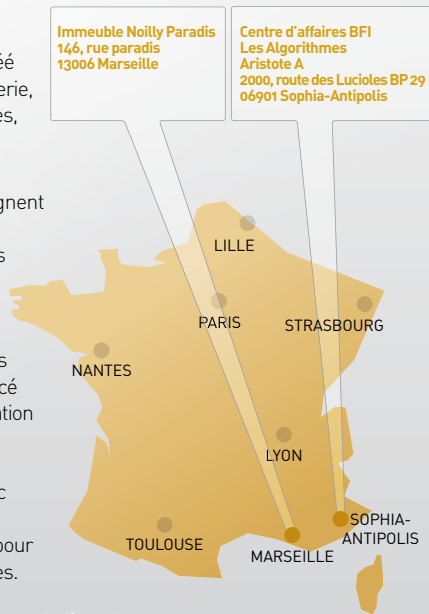 Immeuble Noilly Paradis
146, rue paradis
13006 Marseille
Centre d'affaires BFI
Les Algorithmes
Aristote A
2000, route des Lucioles BP 29
06901 Sophia-Antipolis
LILLE
PARIS
STRASBOURG
NANTES
LYON
SOPHIA-
ANTIPOLIS
TOULOUSE
MARSEILLE
pour